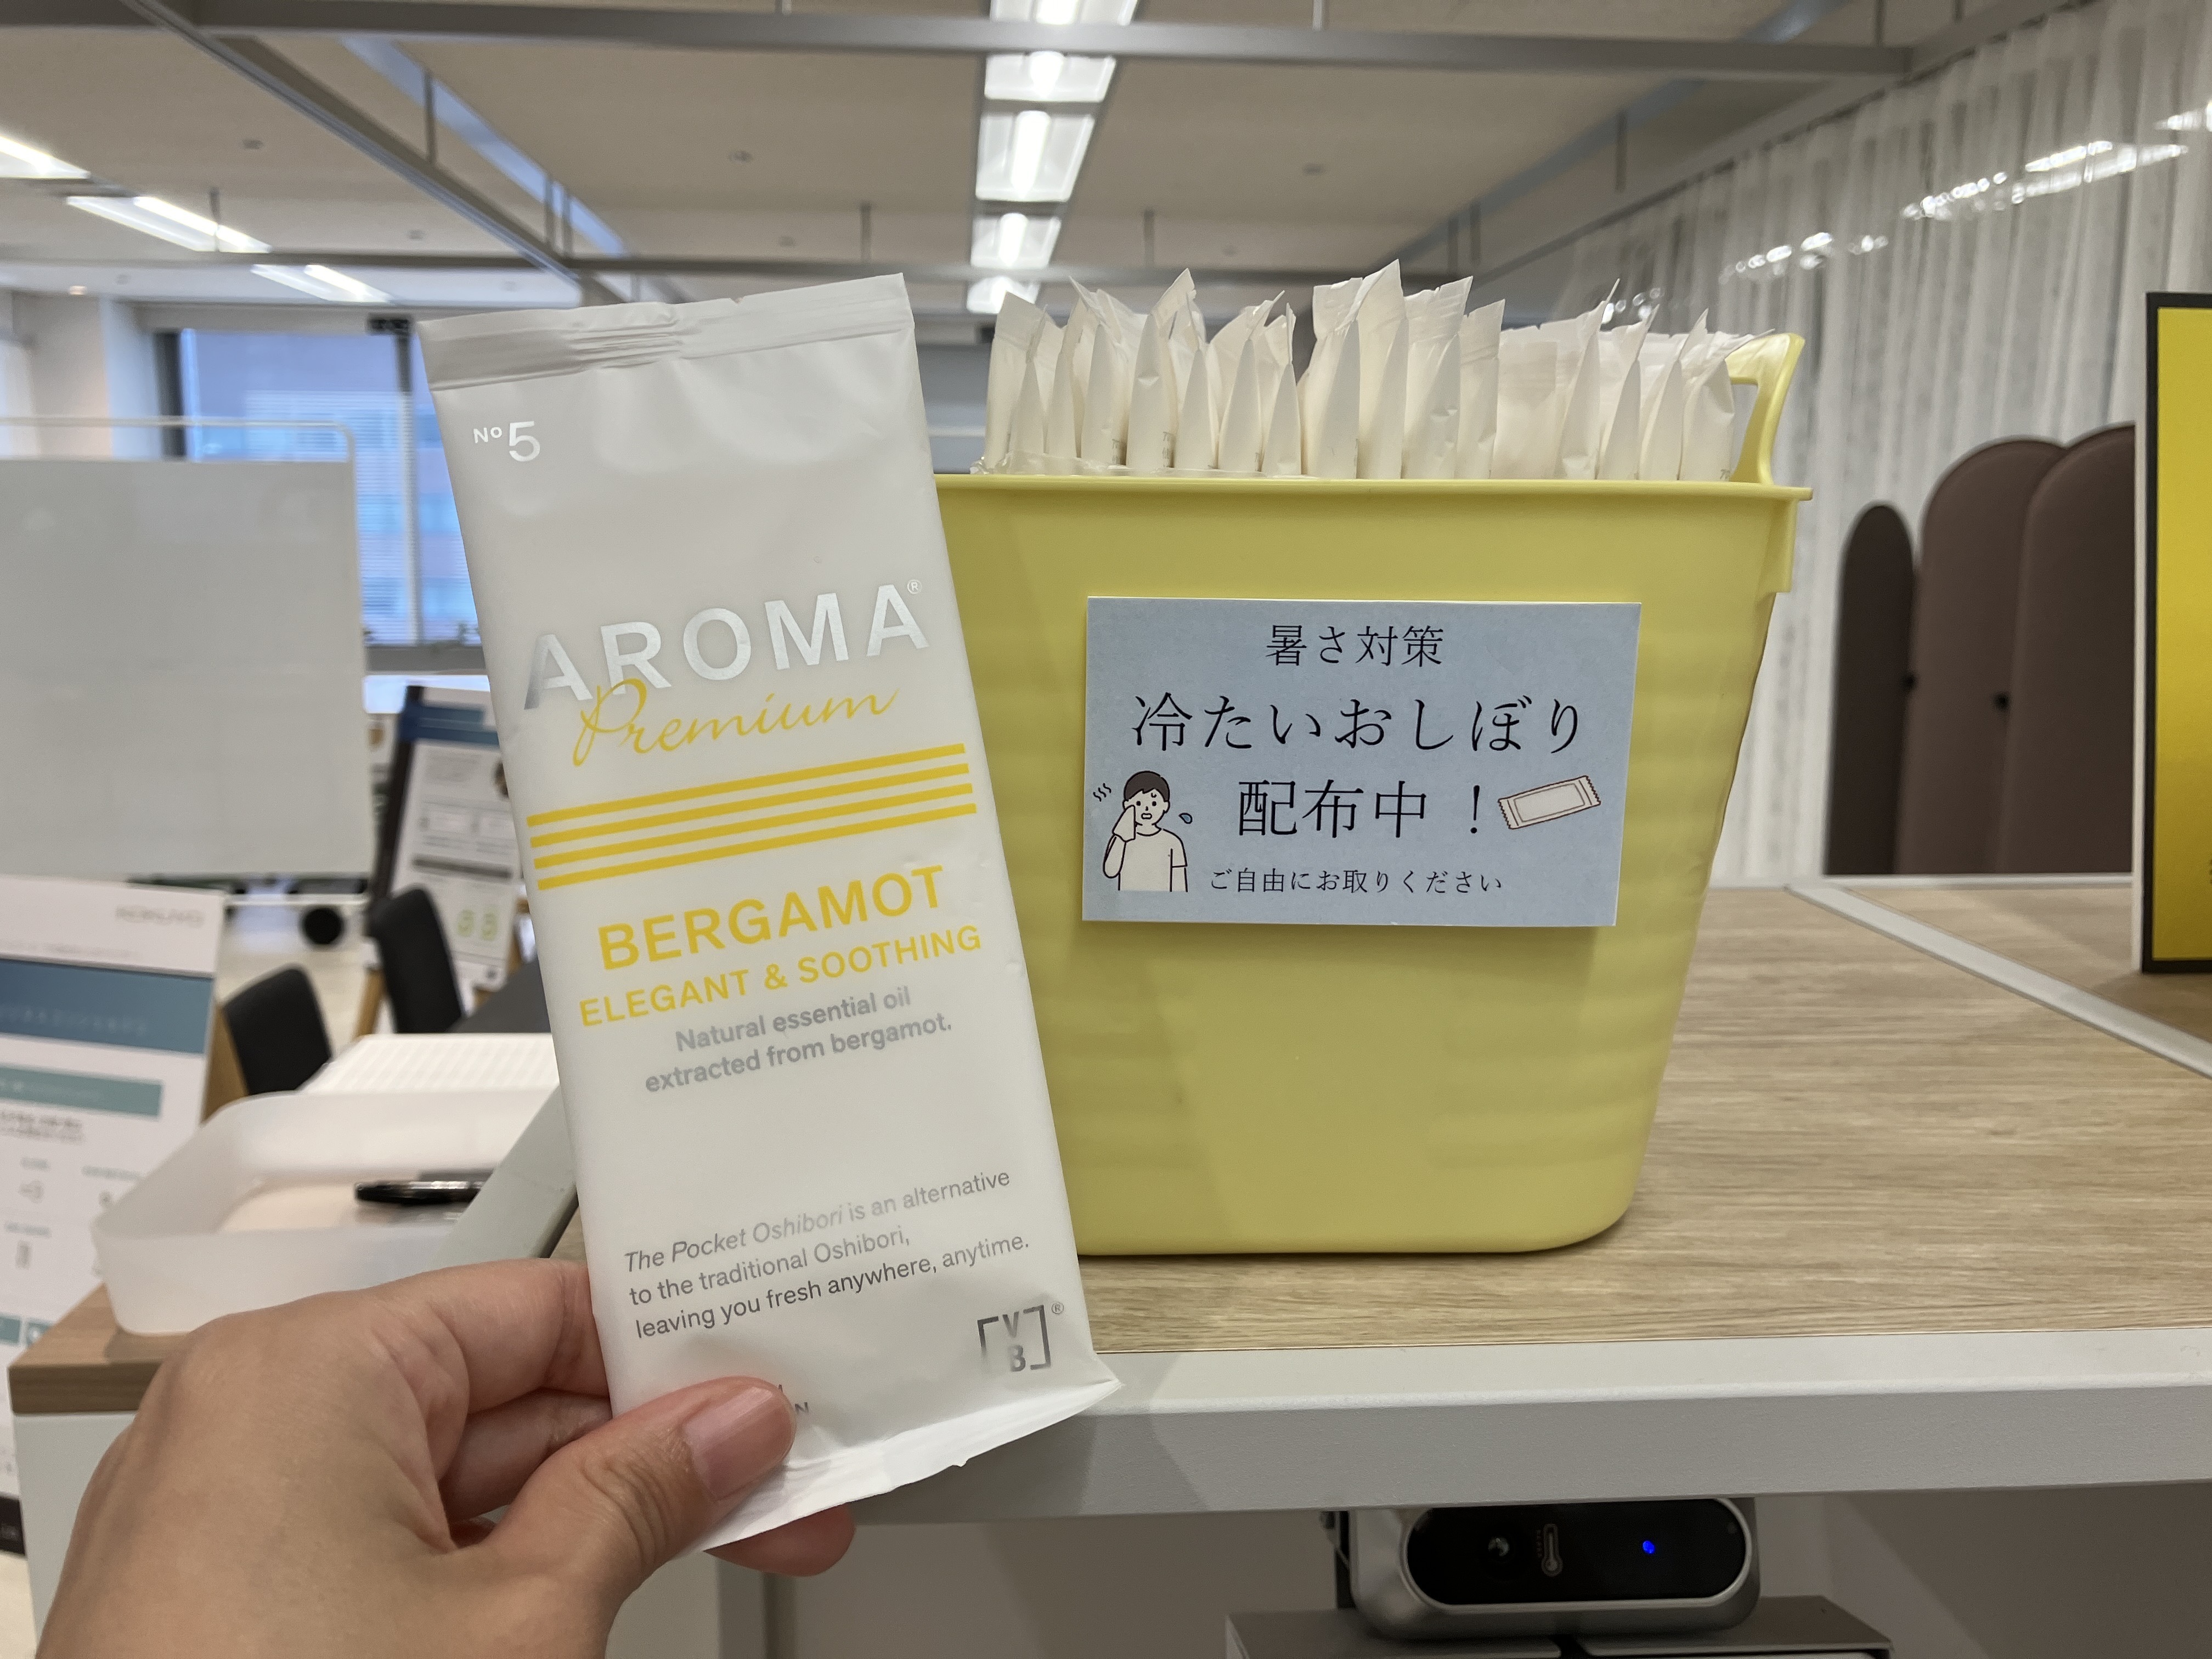 Nº5
AROMA®
Premium
BERGAMOT
ELEGANT & SOOTHING
Natural essential oil
extracted from bergamot.
The Pocket Oshibori is an alternative
to the traditional Oshibori,
leaving you fresh anywhere, anytime.
VB®
暑さ対策
冷たいおしぼり
配布中！
ご自由にお取りください
KOKUYO